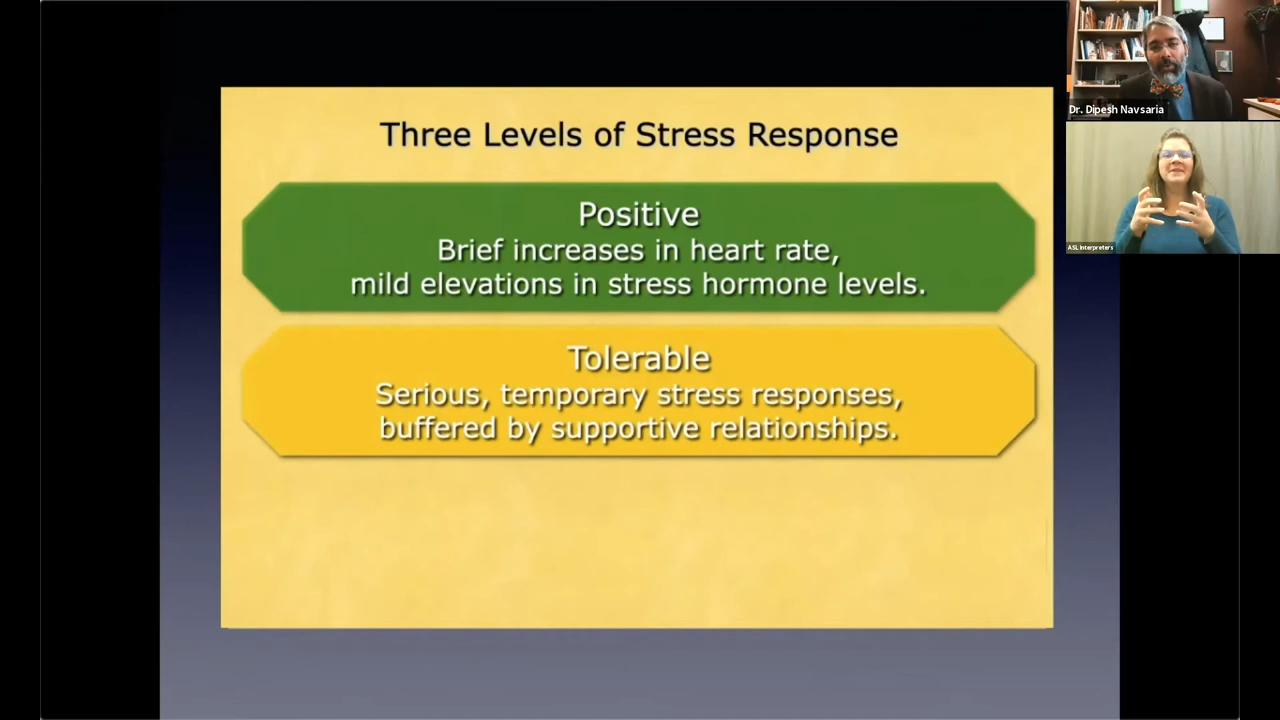 Three Levels of Stress Response
Positive
Brief increases in heart rate,
mild elevations in stress hormone levels.
Tolerable
Serious, temporary stress responses,
buffered by supportive relationships.
Dr. Dipesh Navsaria
ASL Interpreters